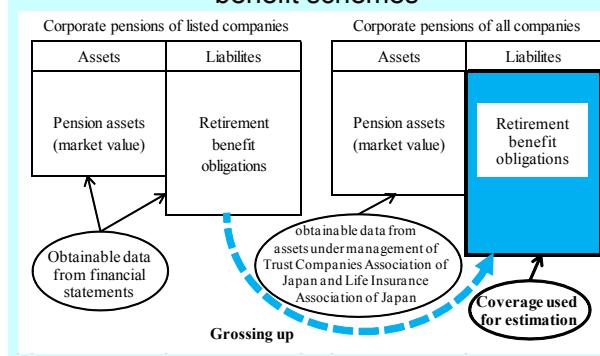 benefit schemes
Corporate pensions of listed companies
Corporate pensions of all companies
Assets
Liabilites
Assets
Liabilites
Pension assets
(market value)
Retirement
benefit
obligations
Pension assets
(market value)
Retirement
benefit
obligations
Obtainable data
from financial
statements
obtainable data from
assets under management of
Trust Companies Association of
Japan and Life Insurance
Association of Japan
Coverage used
for estimation
Grossing up